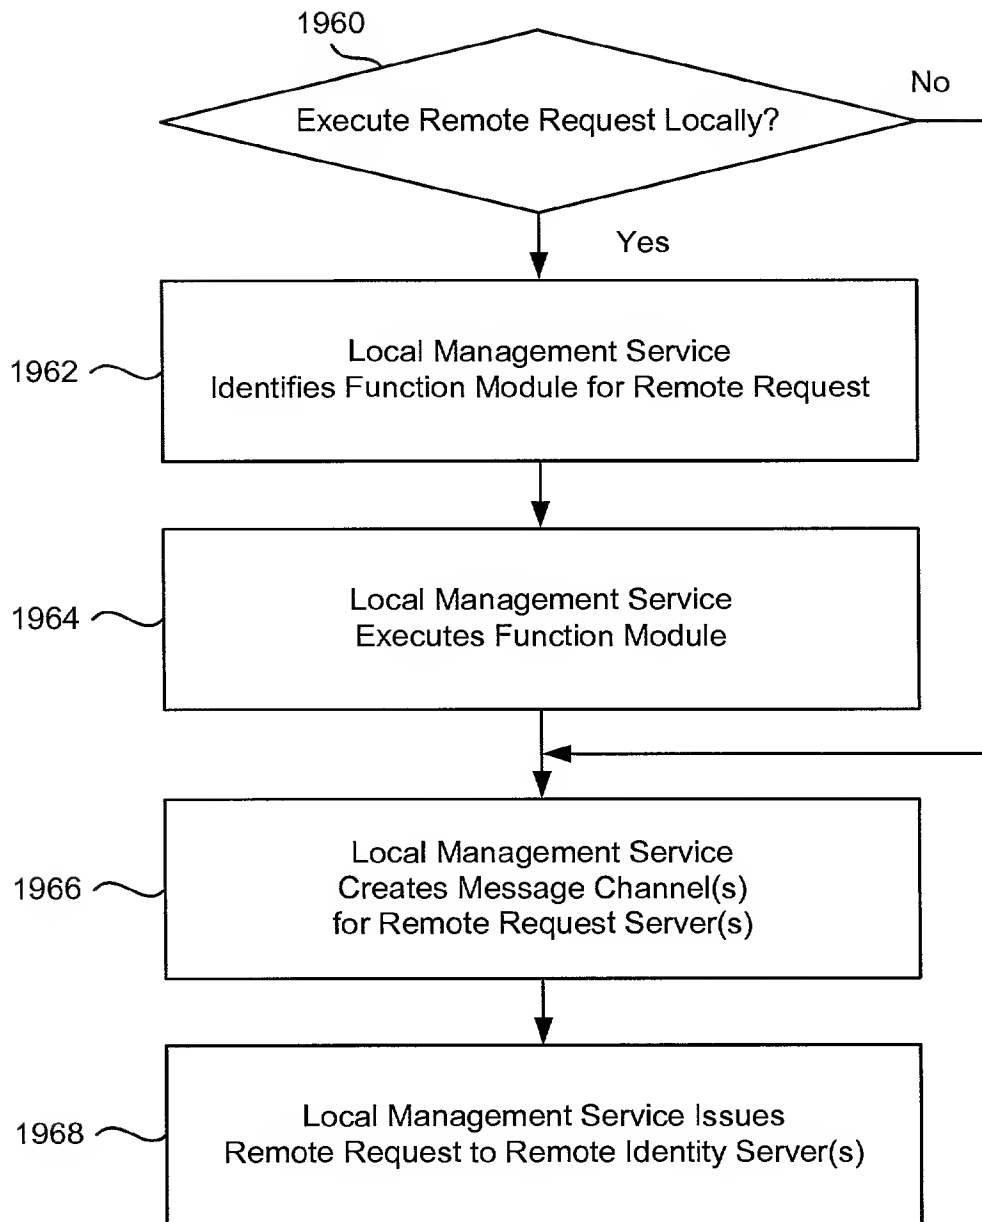 1960
No
Execute Remote Request Locally?
Yes
Local Management Service
1962
Identifies Function Module for Remote Request
Local Management Service
1964
Executes Function Module
Local Management Service
1966
Creates Message Channel(s)
for Remote Request Server(s)
Local Management Service Issues
1968
Remote Request to Remote Identity Server(s)